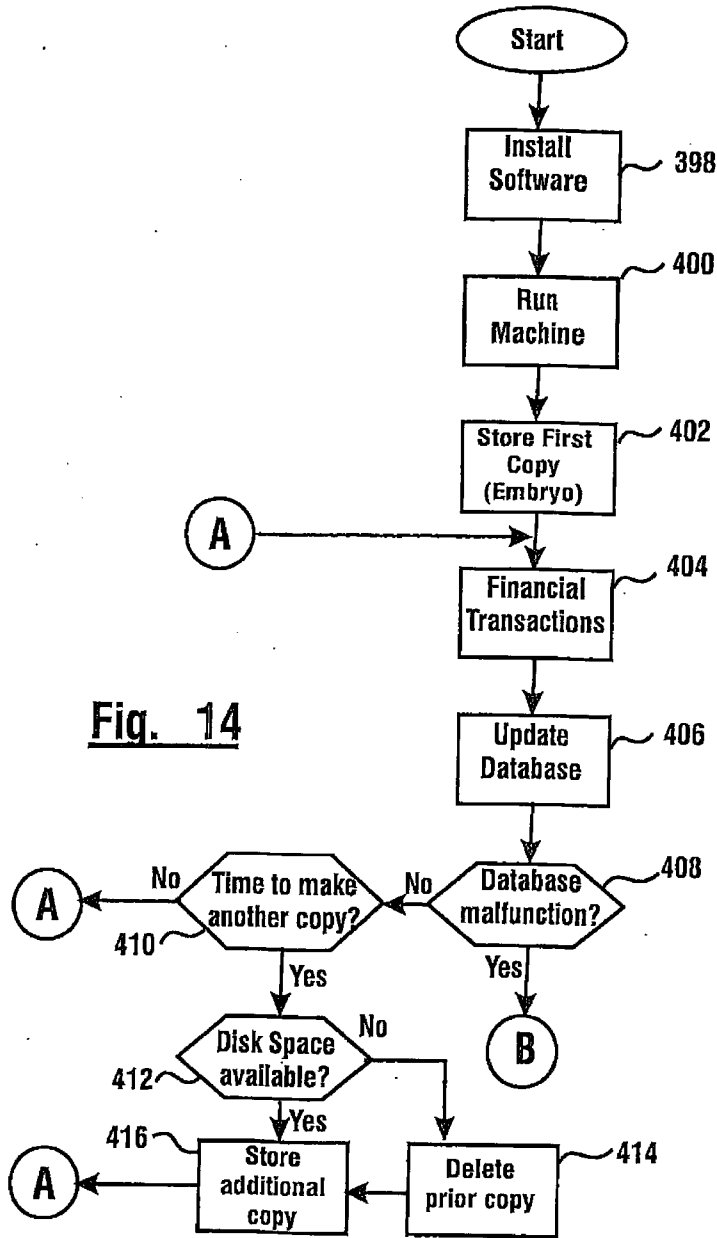 Start
Install
Software
398
400
Run
Machine
Store First
Copy
(Embryo)
402
A
404
Financial
Transactions
Fig. 14
Update
Database
406
A
No
Time to make
another copy?
410
No
Database
malfunction?
408
Yes
Yes
B
Disk Space
available?
412
No
Yes
416
Store
additional
copy
A
Delete
prior copy
414